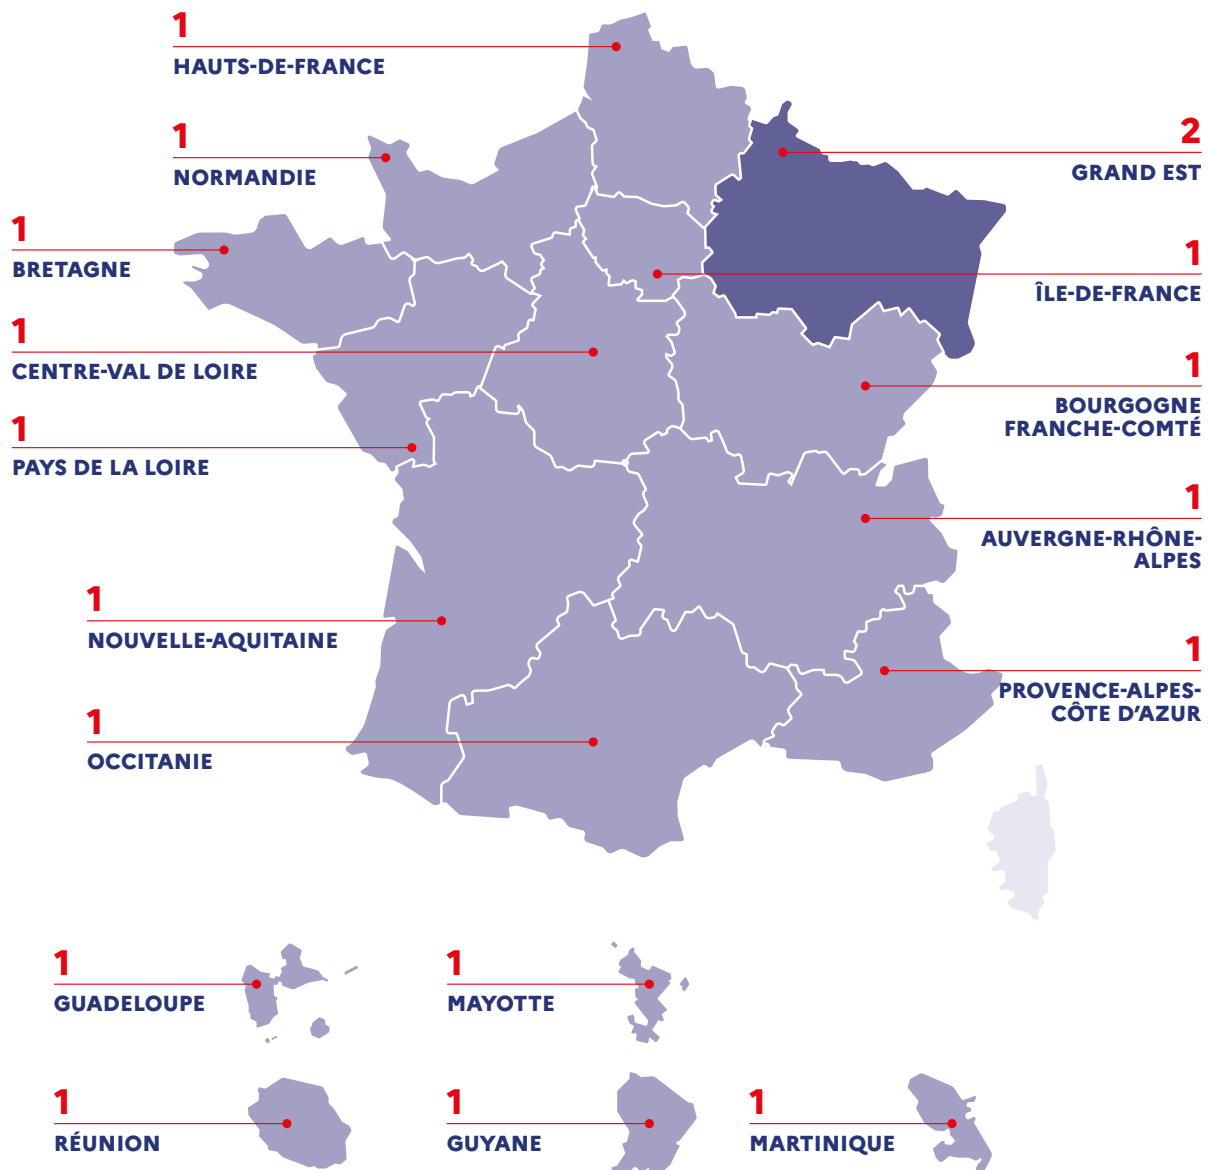 1
HAUTS-DE-FRANCE
1
NORMANDIE
2
GRAND EST
1
BRETAGNE
1
ÎLE-DE-FRANCE
1
CENTRE-VAL DE LOIRE
1
BOURGOGNE
FRANCHE-COMTÉ
1
PAYS DE LA LOIRE
1
AUVERGNE-RHÔNE-
ALPES
1
NOUVELLE-AQUITAINE
1
PROVENCE-ALPES-
CÔTE D’AZUR
1
OCCITANIE
1
GUADELOUPE
1
MAYOTTE
1
RÉUNION
1
GUYANE
1
MARTINIQUE